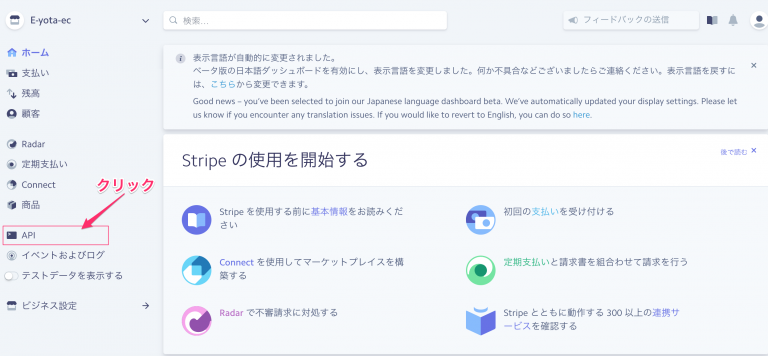 E-yota-ec
検索...
フィードバックの送信
ホーム
支払い
残高
顧客
Radar
定期支払い
Connect
商品
クリック
API
イベントおよびログ
テストデータを表示する
ビジネス設定
表示言語が自動的に変更されました。
ベータ版の日本語ダッシュボードを有効にし、表示言語を変更しました。何か不具合などございましたらご連絡ください。表示言語を戻すに
は、こちらから変更できます。
Good news – you've been selected to join our Japanese language dashboard beta. We've automatically updated your display settings. Please let
us know if you encounter any translation issues. If you would like to revert to English, you can do so here.
Stripe の使用を開始する
後で読む
Stripe を使用する前に基本情報をお読みくだ
さい
初回の支払いを受け付ける
Connect を使用してマーケットプレイスを構
築する
定期支払いと請求書を組合わせて請求を行う
Radar で不審請求に対処する
Stripe とともに動作する 300 以上の連携サ
ービスを確認する